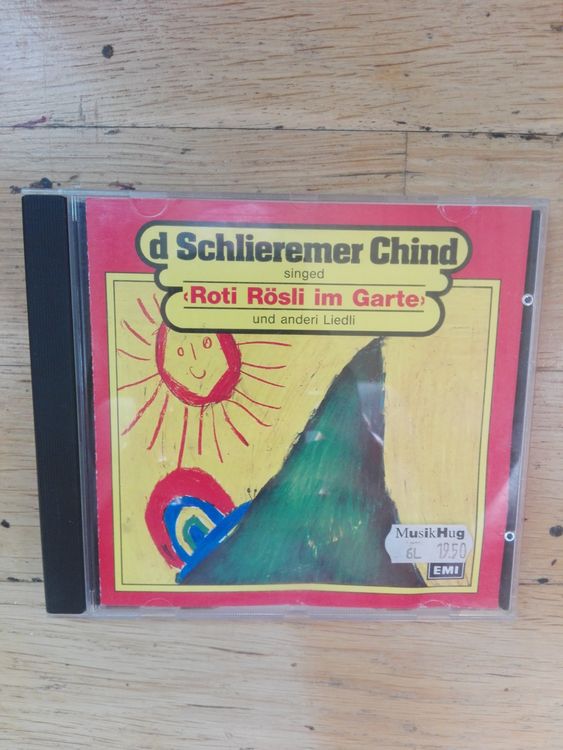 d Schlieremer Chind
singed
‹Roti Rösli im Garte›
und anderi Liedli
MusikHug
6L 19.50
EMI